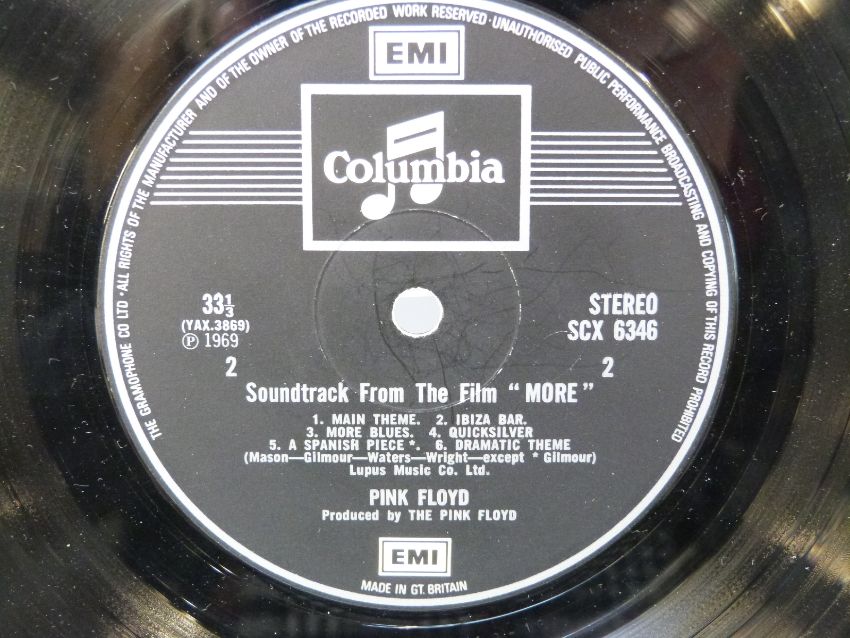 THE GRAMOPHONE CO LTD · ALL RIGHTS OF THE MANUFACTURER AND OF THE OWNER OF THE RECORDED WORK RESERVED · UNAUTHORISED PUBLIC PERFORMANCE BROADCASTING AND COPYING OF THIS RECORD PROHIBITED
EMI
Columbia
33⅓
(YAX.3869)
℗ 1969
2
STEREO
SCX 6346
2
Soundtrack From The Film "MORE"
1. MAIN THEME. 2. IBIZA BAR.
3. MORE BLUES. 4. QUICKSILVER
5. A SPANISH PIECE*. 6. DRAMATIC THEME
(Mason—Gilmour—Waters—Wright—except * Gilmour)
Lupus Music Co. Ltd.
PINK FLOYD
Produced by THE PINK FLOYD
EMI
MADE IN GT. BRITAIN